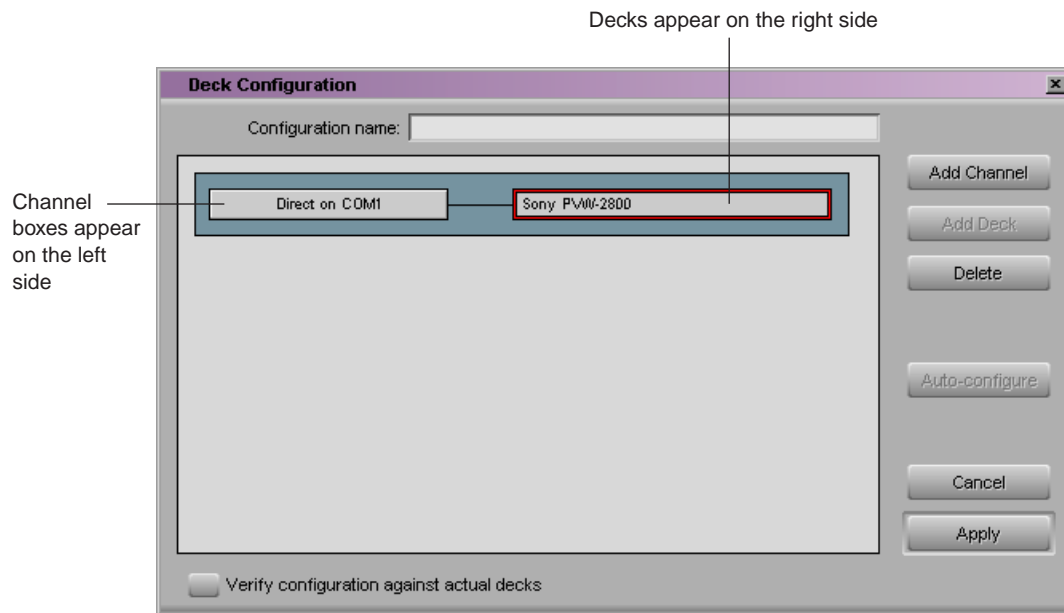 Decks appear on the right side
Deck Configuration
Configuration name:
Add Channel
Channel
boxes appear
on the left
side
Direct on COM1
Sony PVW-2800
Add Deck
Delete
Auto-configure
Cancel
Apply
Verify configuration against actual decks